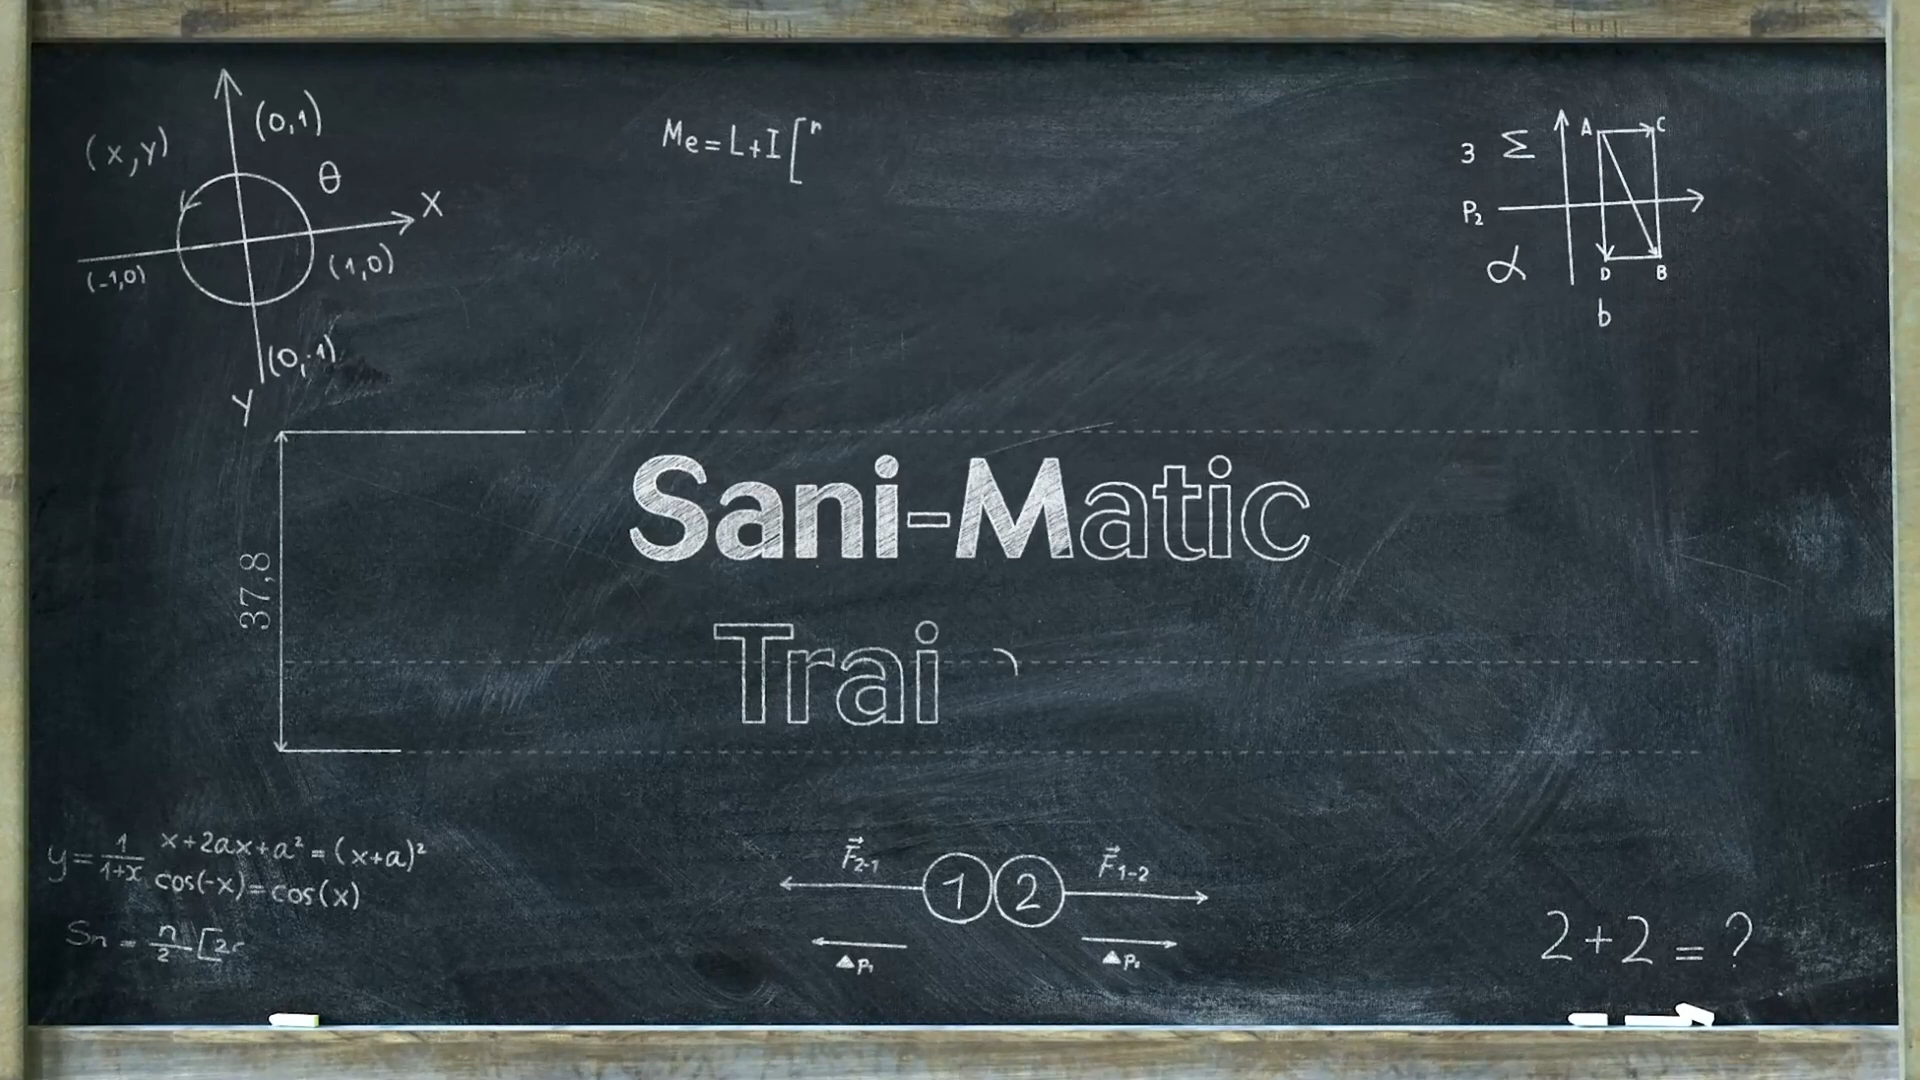 (0,1)
(x,y)
θ
X
(-1,0)
(1,0)
(0,-1)
Y
Me=L+I[
3 Σ
A C
P₂
α
D B
b
37,8
Sani-Matic
Trai
y=1/1+x
x+2ax+a²=(x+a)²
cos(-x)=cos(x)
Sn=n/2[2
F₂₋₁
1 2
F₁₋₂
▲p₁
▲p
2+2=?